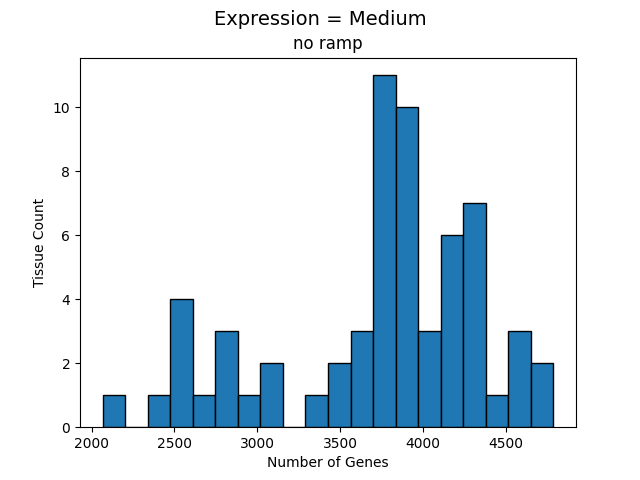 Expression = Medium
no ramp
10
8
6
4
2
0
Tissue Count
2000 2500 3000 3500 4000 4500
Number of Genes